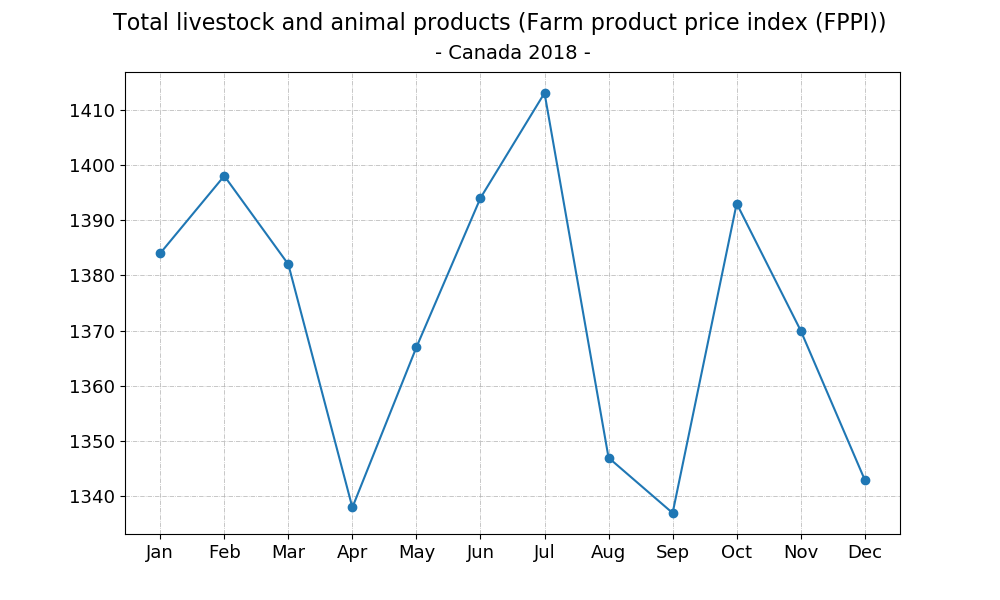 Total livestock and animal products (Farm product price index (FPPI))
- Canada 2018 -
1410
1400
1390
1380
1370
1360
1350
1340
Jan Feb Mar Apr May Jun Jul Aug Sep Oct Nov Dec